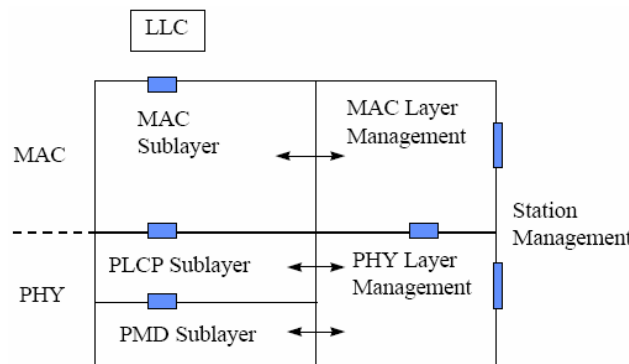 LLC
MAC
Sublayer
MAC Layer
Management
MAC
Station
Management
PLCP Sublayer
PHY Layer
Management
PHY
PMD Sublayer